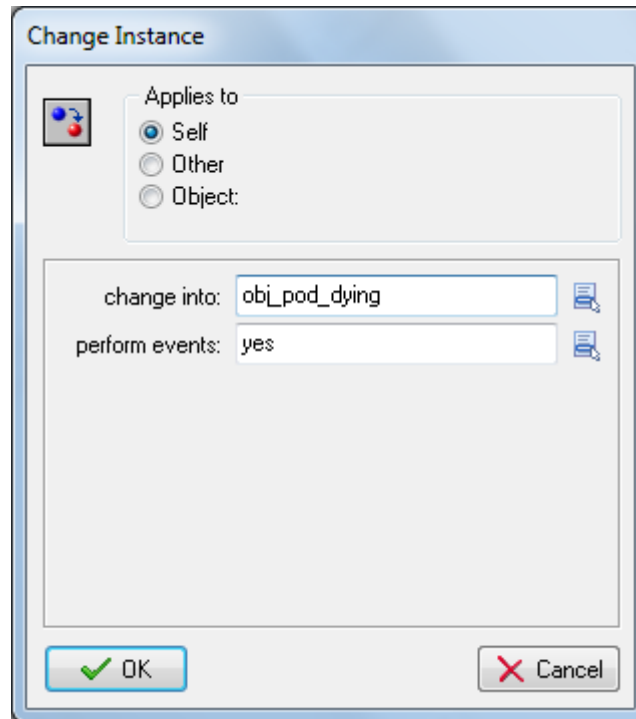 Change Instance
Applies to
Self
Other
Object:
change into: obj_pod_dying
perform events: yes
OK
Cancel